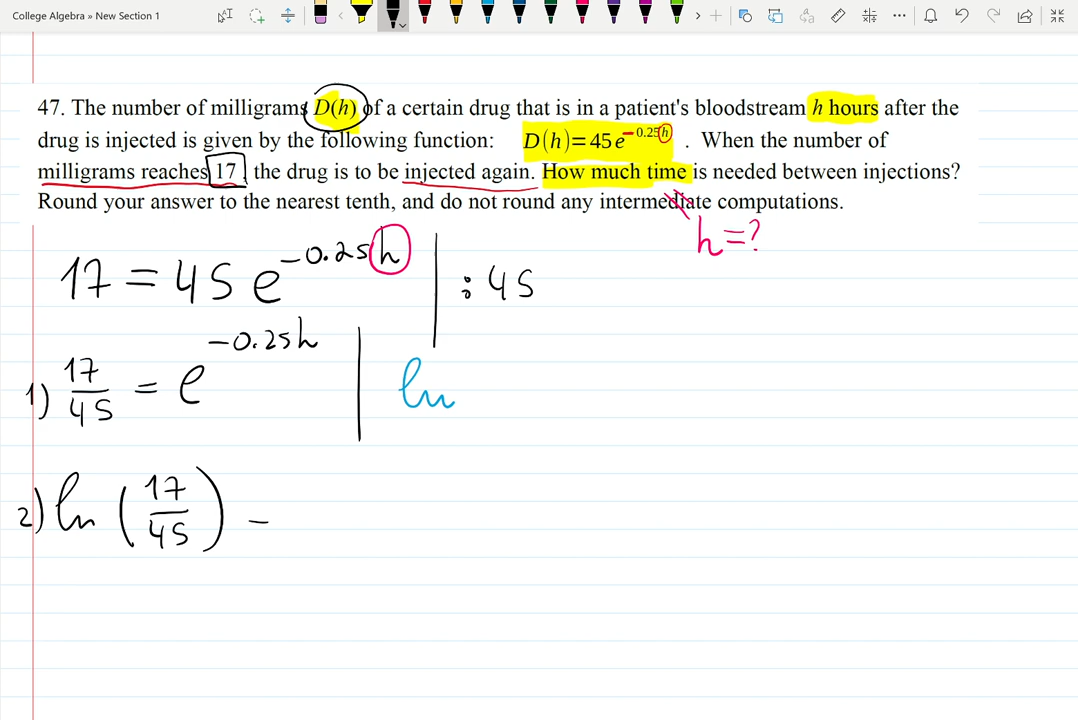 College Algebra » New Section 1
47. The number of milligrams D(h) of a certain drug that is in a patient's bloodstream h hours after the
drug is injected is given by the following function: D(h)=45e^-0.25h . When the number of
milligrams reaches 17, the drug is to be injected again. How much time is needed between injections?
Round your answer to the nearest tenth, and do not round any intermediate computations.
h=?
17 = 45 e^-0.25h | : 45
1) 17/45 = e^-0.25h | ln
2) ln (17/45) -